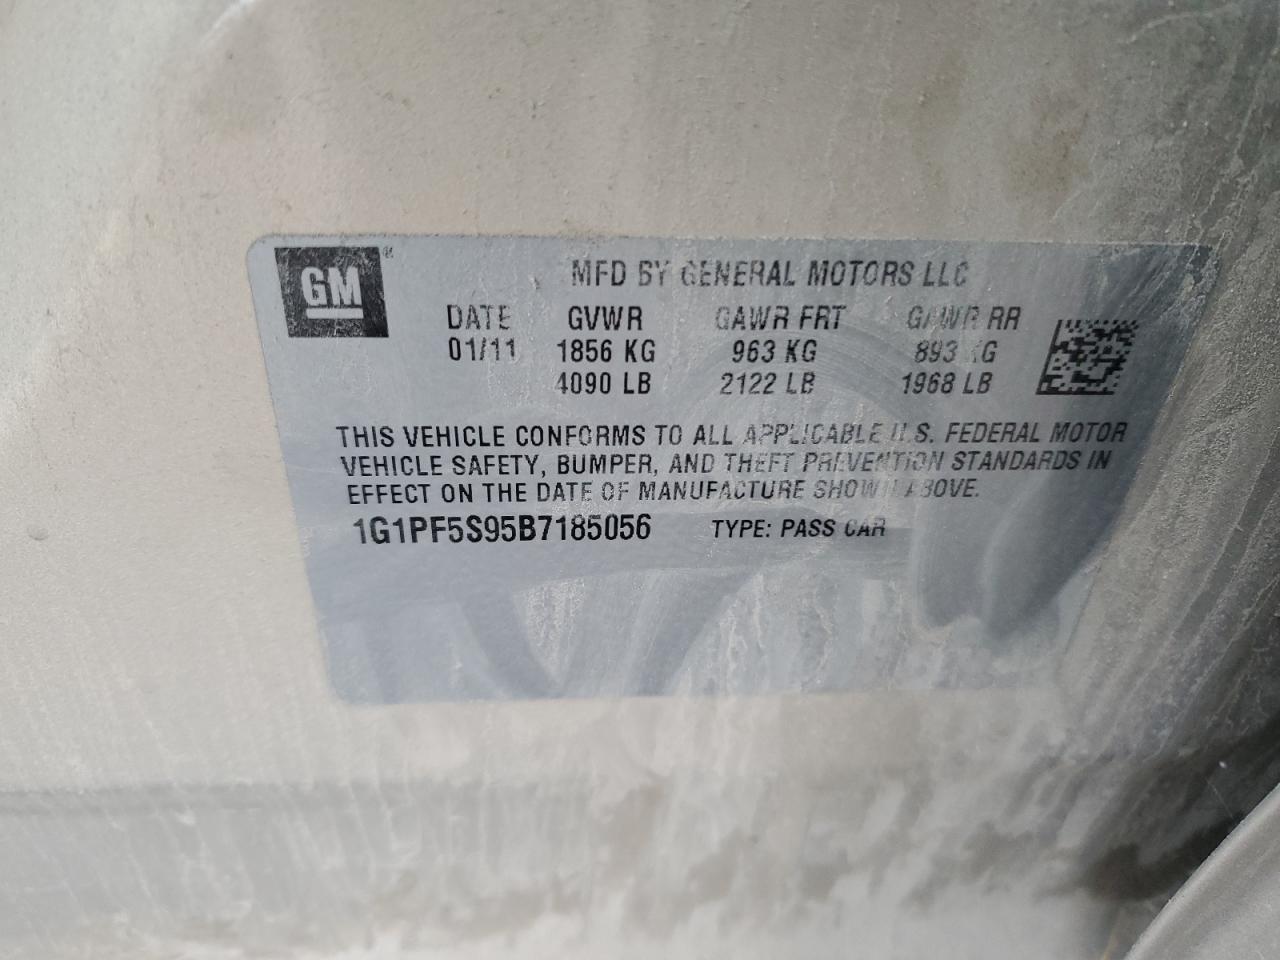 GM ®
MFD BY GENERAL MOTORS LLC
DATE GVWR GAWR FRT GAWR RR
01/11 1856 KG 963 KG 893 KG
4090 LB 2122 LB 1968 LB
THIS VEHICLE CONFORMS TO ALL APPLICABLE U.S. FEDERAL MOTOR
VEHICLE SAFETY, BUMPER, AND THEFT PREVENTION STANDARDS IN
EFFECT ON THE DATE OF MANUFACTURE SHOWN ABOVE.
1G1PF5S95B7185056 TYPE: PASS CAR